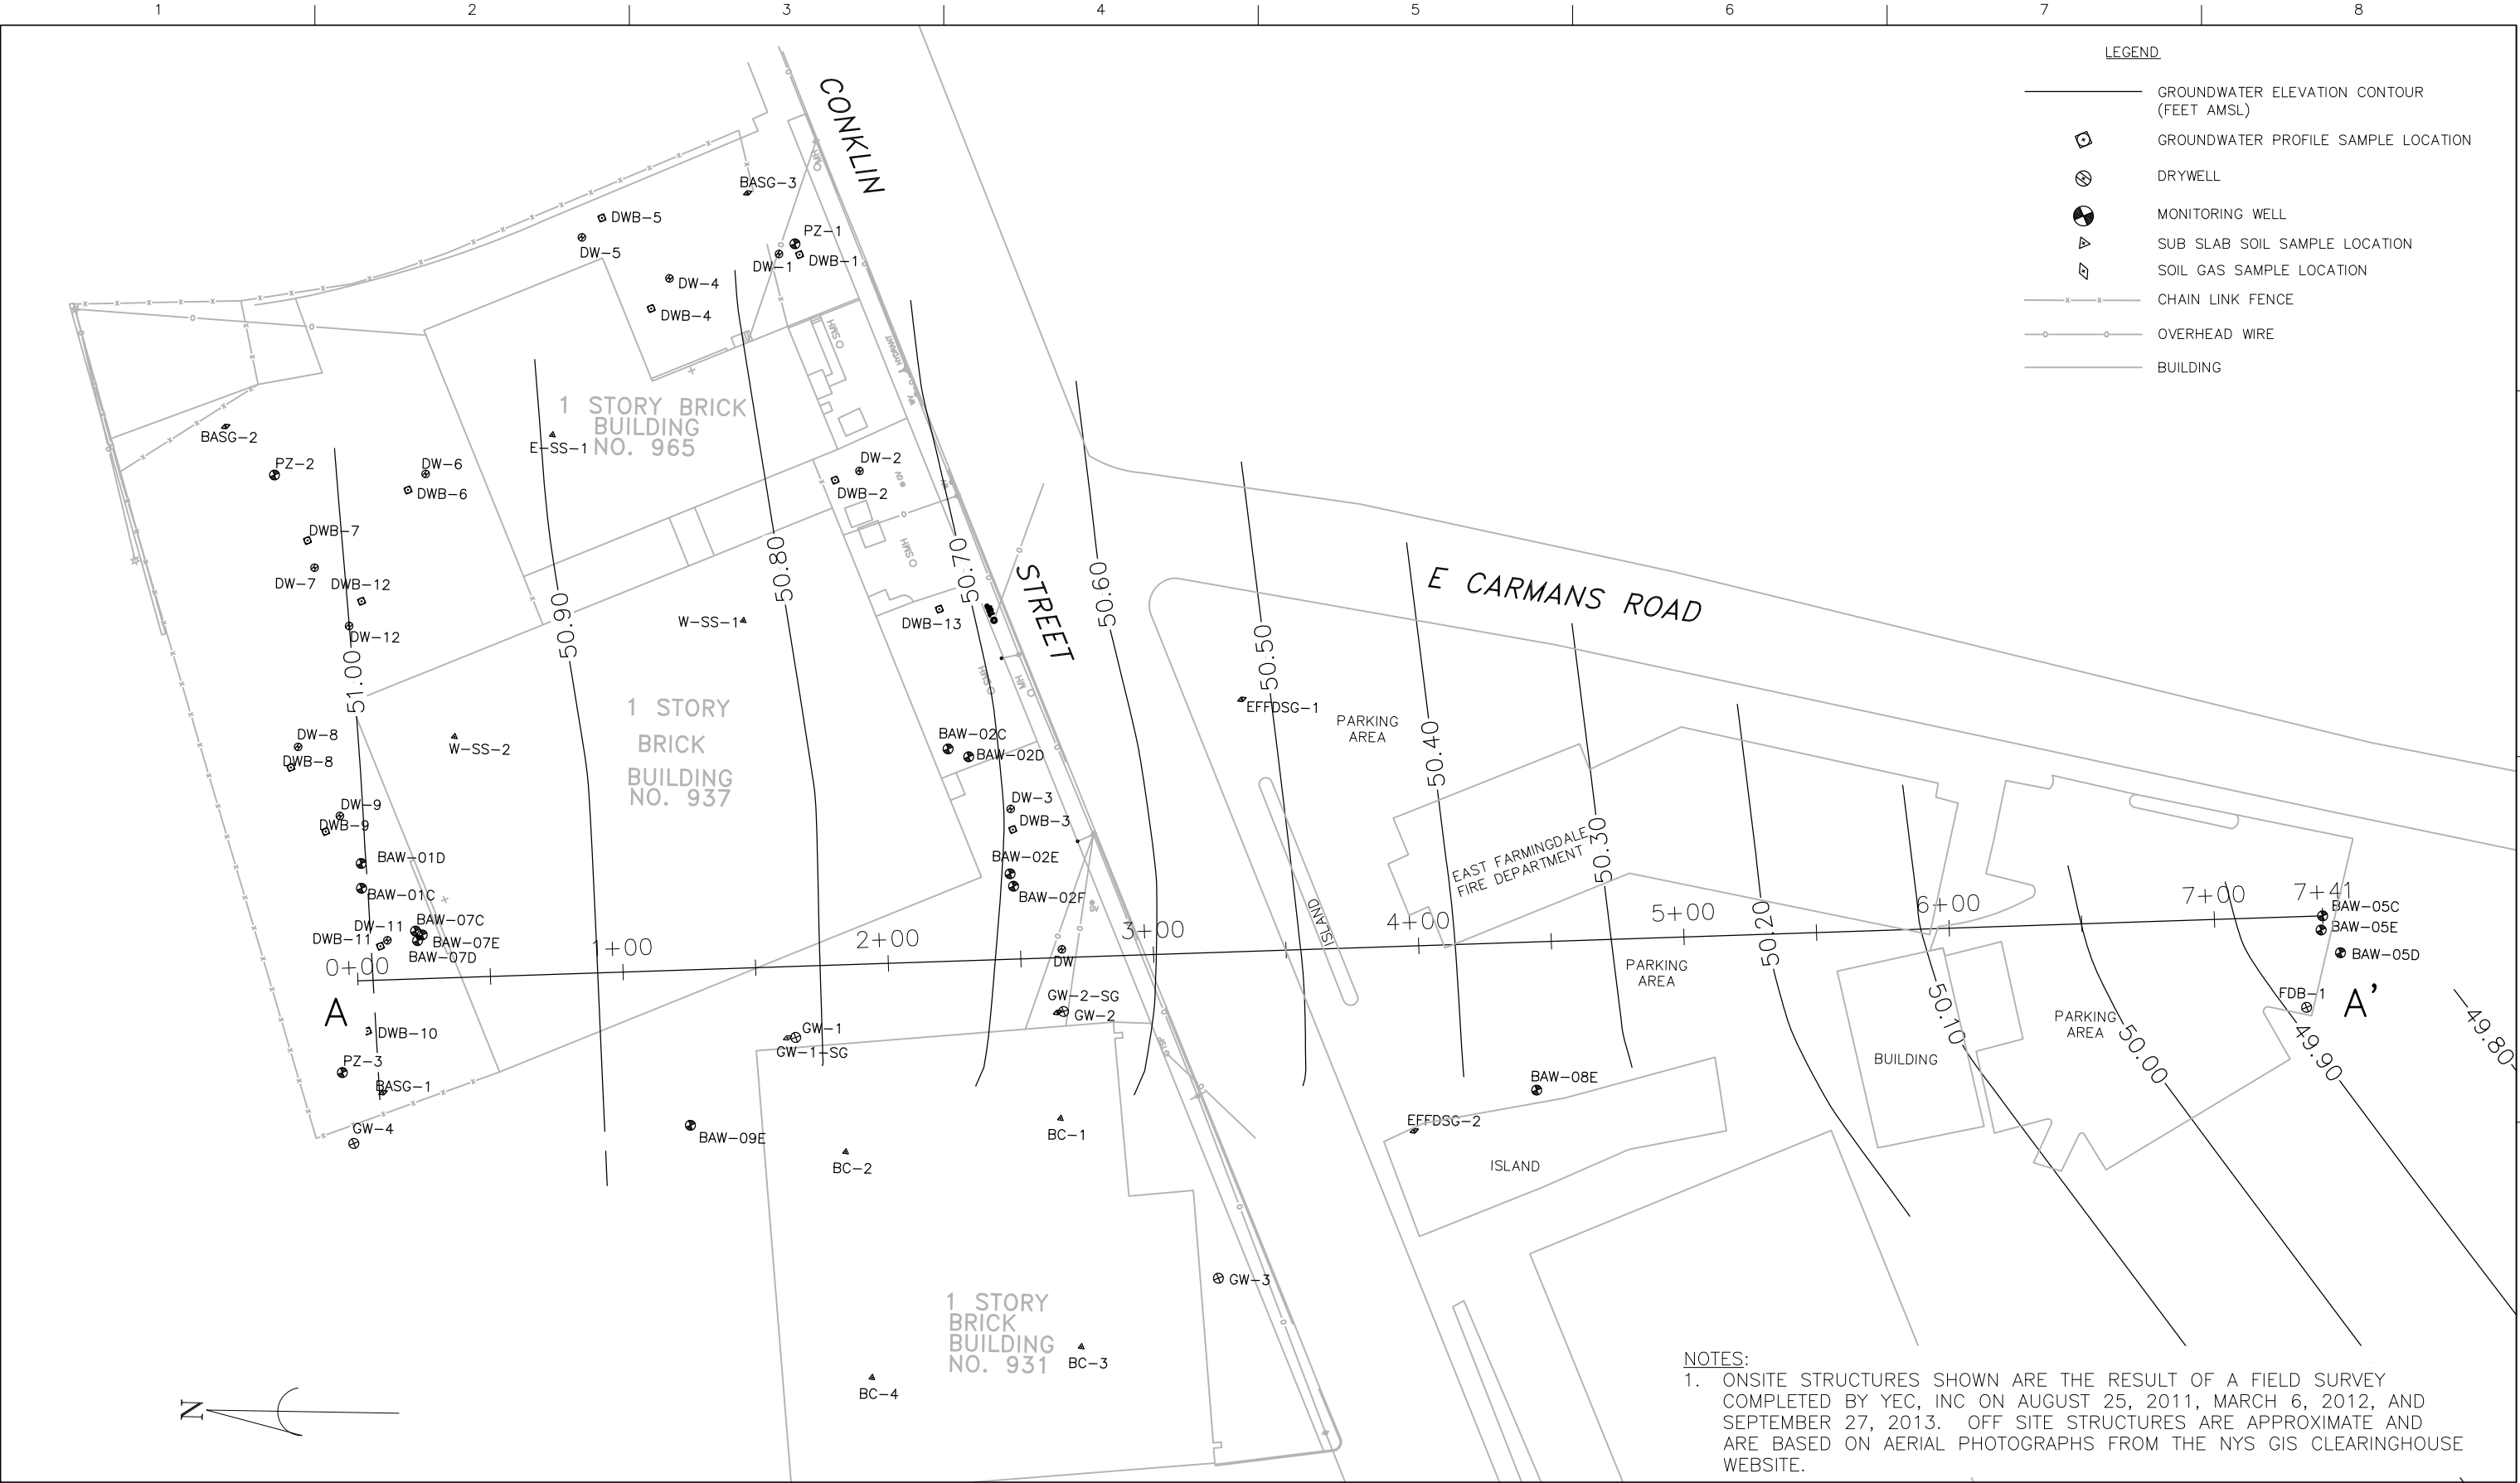 1 2 3 4 5 6 7 8
LEGEND
GROUNDWATER ELEVATION CONTOUR
(FEET AMSL)
GROUNDWATER PROFILE SAMPLE LOCATION
DRYWELL
MONITORING WELL
SUB SLAB SOIL SAMPLE LOCATION
SOIL GAS SAMPLE LOCATION
CHAIN LINK FENCE
OVERHEAD WIRE
BUILDING
CONKLIN
STREET
E CARMANS ROAD
MH
BASG-3
DWB-5
DW-5
PZ-1
DW-1
DWB-1
DW-4
DWB-4
SMH
HYDRANT
WV
1 STORY BRICK
BUILDING
NO. 965
E-SS-1
BASG-2
PZ-2
DW-6
DWB-6
DW-2
DWB-2
SMH
DWB-7
DW-7
DWB-12
DW-12
W-SS-1
DWB-13
SMH
MH
51.00
50.90
50.80
50.70
50.60
50.50
50.40
50.30
50.20
50.10
50.00
49.90
49.80
EFFDSG-1
PARKING
AREA
1 STORY
BRICK
BUILDING
NO. 937
W-SS-2
DW-8
DWB-8
BAW-02C
BAW-02D
DW-9
DWB-9
DW-3
DWB-3
BAW-01D
BAW-01C
BAW-02E
BAW-02F
EAST FARMINGDALE
FIRE DEPARTMENT
ISLAND
DW-11
DWB-11
BAW-07C
BAW-07E
BAW-07D
0+00
1+00
2+00
3+00
4+00
5+00
6+00
7+00
7+41
BAW-05C
BAW-05E
BAW-05D
DW
PARKING
AREA
A
A'
FDB-1
GW-2-SG
GW-2
GW-1
GW-1-SG
DWB-10
PZ-3
BASG-1
GW-4
PARKING
AREA
BUILDING
BAW-08E
EFFDSG-2
ISLAND
BAW-09E
BC-1
BC-2
GW-3
1 STORY
BRICK
BUILDING
NO. 931
BC-3
BC-4
N
NOTES:
1. ONSITE STRUCTURES SHOWN ARE THE RESULT OF A FIELD SURVEY
COMPLETED BY YEC, INC ON AUGUST 25, 2011, MARCH 6, 2012, AND
SEPTEMBER 27, 2013. OFF SITE STRUCTURES ARE APPROXIMATE AND
ARE BASED ON AERIAL PHOTOGRAPHS FROM THE NYS GIS CLEARINGHOUSE
WEBSITE.